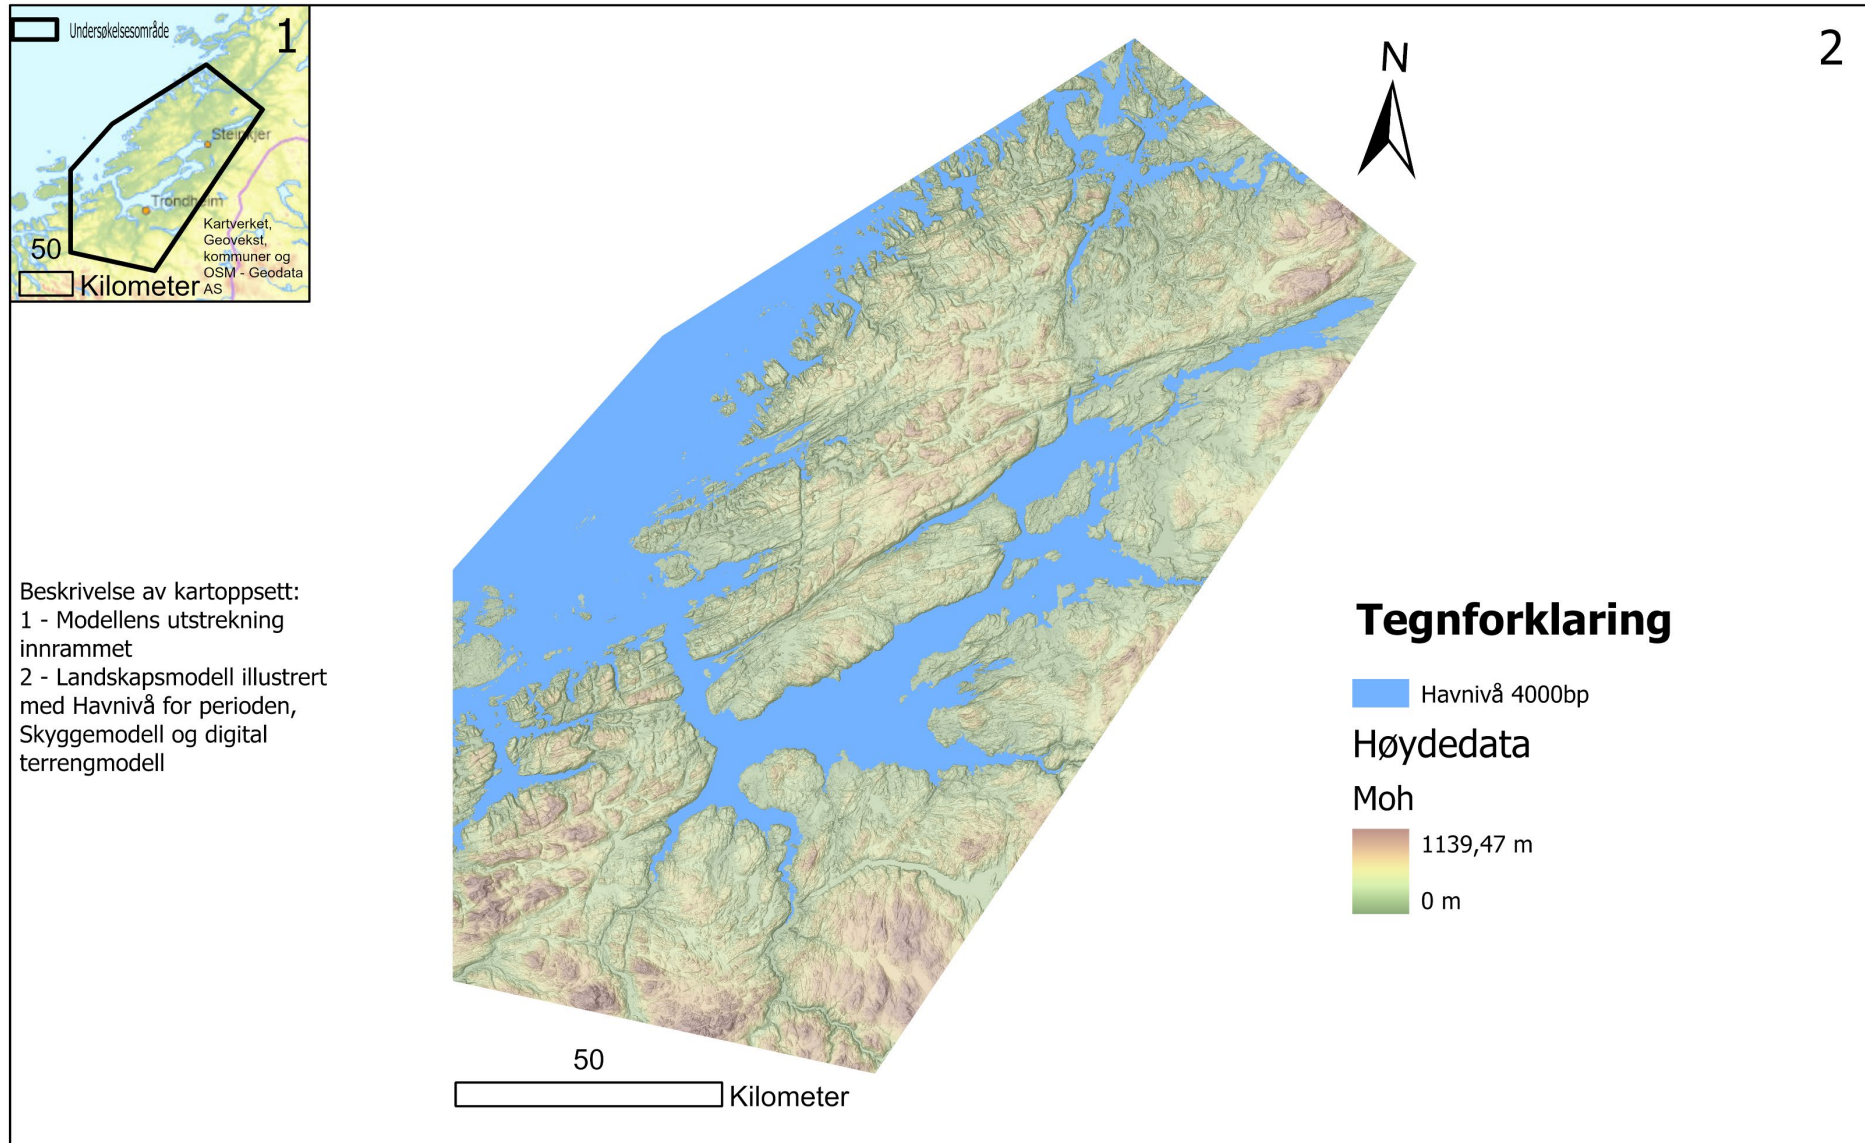 Undersøkelsesområde
1
Steinkjer
Trondheim
Kartverket,
Geovekst,
kommuner og
OSM - Geodata
AS
50
Kilometer
2
N
Beskrivelse av kartoppsett:
1 - Modellens utstrekning
innrammet
2 - Landskapsmodell illustrert
med Havnivå for perioden,
Skyggemodell og digital
terrengmodell
Tegnforklaring
Havnivå 4000bp
Høydedata
Moh
1139,47 m
0 m
50
Kilometer